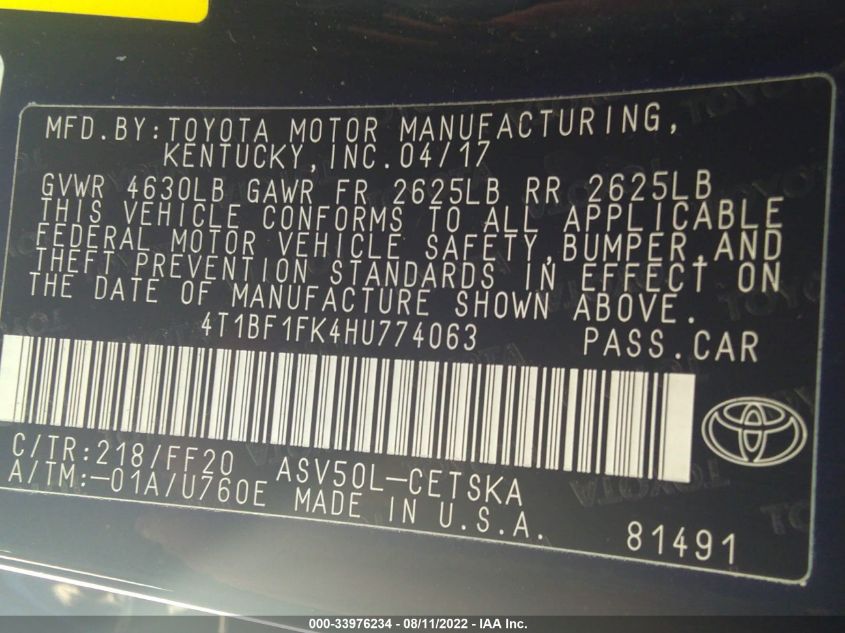 MFD.BY:TOYOTA MOTOR MANUFACTURING,
KENTUCKY,INC.04/17
GVWR 4630LB GAWR FR 2625LB RR 2625LB
THIS VEHICLE CONFORMS TO ALL APPLICABLE
FEDERAL MOTOR VEHICLE SAFETY,BUMPER,AND
THEFT PREVENTION STANDARDS IN EFFECT ON
THE DATE OF MANUFACTURE SHOWN ABOVE.
4T1BF1FK4HU774063 PASS.CAR
C/TR:218/FF20 ASV50L-CETSKA
A/TM:-01A/U760E MADE IN U.S.A.
81491
000-33976234 - 08/11/2022 - IAA Inc.